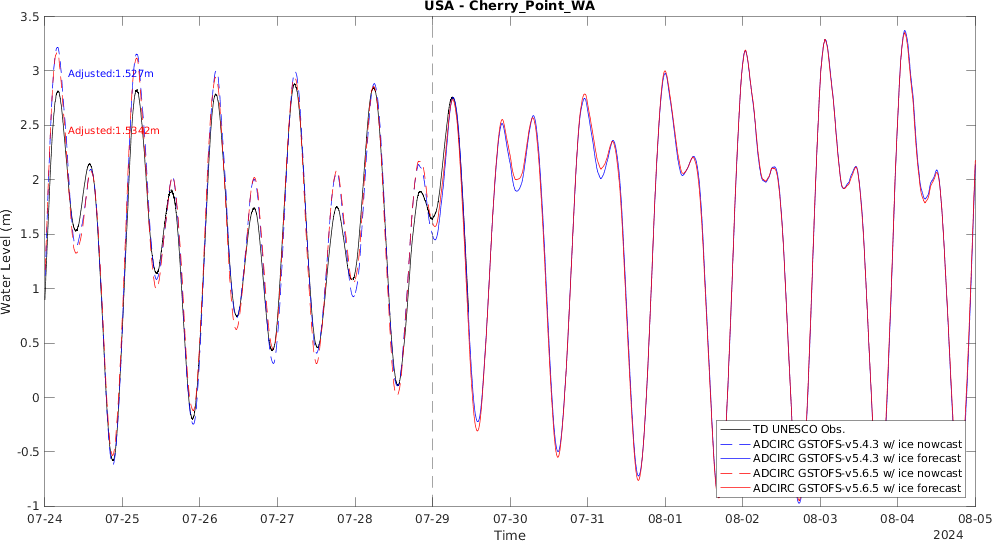 USA - Cherry_Point_WA
3.5
3
2.5
2
1.5
1
0.5
0
-0.5
-1
Water Level (m)
Adjusted:1.527m
Adjusted:1.5342m
TD UNESCO Obs.
ADCIRC GSTOFS-v5.4.3 w/ ice nowcast
ADCIRC GSTOFS-v5.4.3 w/ ice forecast
ADCIRC GSTOFS-v5.6.5 w/ ice nowcast
ADCIRC GSTOFS-v5.6.5 w/ ice forecast
07-24 07-25 07-26 07-27 07-28 07-29 07-30 07-31 08-01 08-02 08-03 08-04 08-05
Time
2024